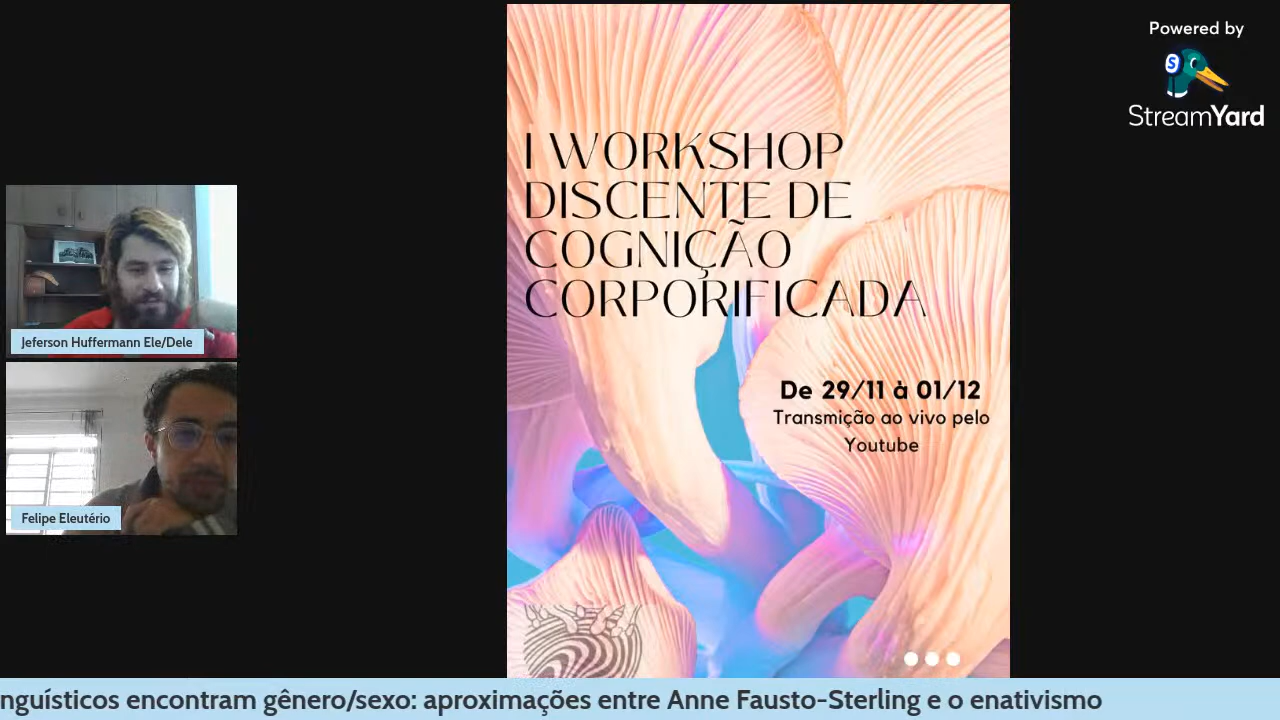 Powered by
StreamYard
I WORKSHOP
DISCENTE DE
COGNIÇÃO
CORPORIFICADA
De 29/11 à 01/12
Transmição ao vivo pelo
Youtube
Jeferson Huffermann Ele/Dele
Felipe Eleutério
nguísticos encontram gênero/sexo: aproximações entre Anne Fausto-Sterling e o enativismo